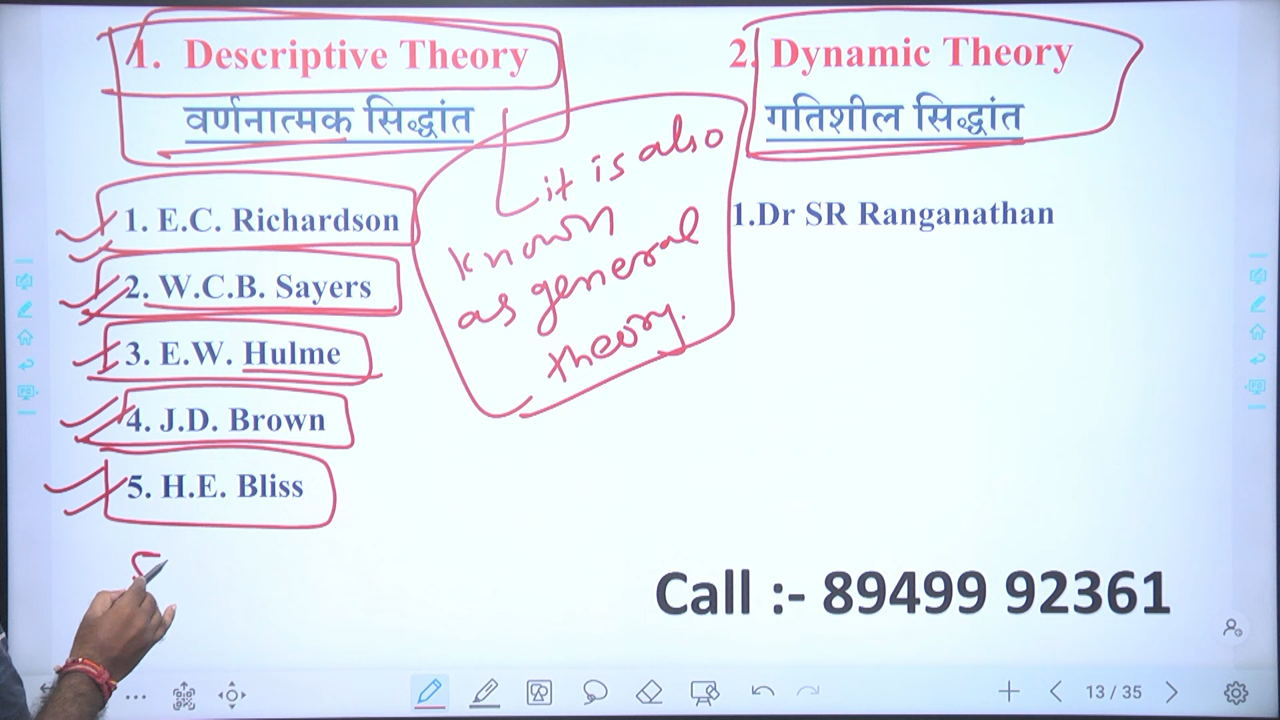 1. Descriptive Theory
वर्णनात्मक सिद्धांत
1. E.C. Richardson
2. W.C.B. Sayers
3. E.W. Hulme
4. J.D. Brown
5. H.E. Bliss
it is also
known
as general
theory.
2. Dynamic Theory
गतिशील सिद्धांत
1.Dr SR Ranganathan
Call :- 89499 92361
13 / 35